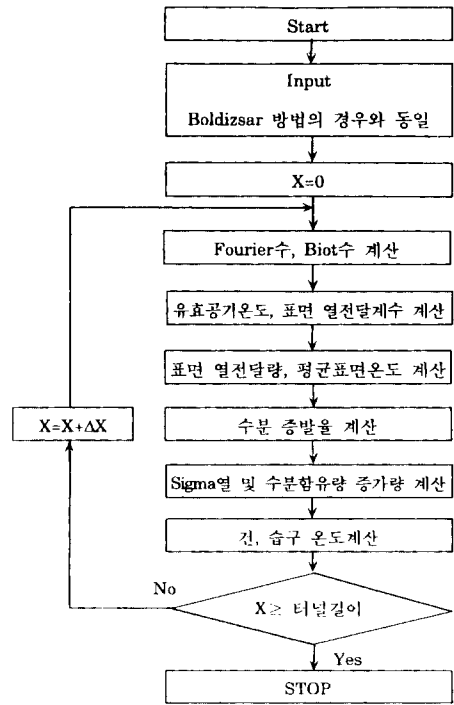 Start
Input
Boldizsar 방법의 경우와 동일
X=0
Fourier수, Biot수 계산
유효공기온도, 표면 열전달계수 계산
표면 열전달량, 평균표면온도 계산
X=X+ΔX
수분 증발율 계산
Sigma열 및 수분함유량 증가량 계산
건, 습구 온도계산
No
X≥ 터널길이
Yes
STOP